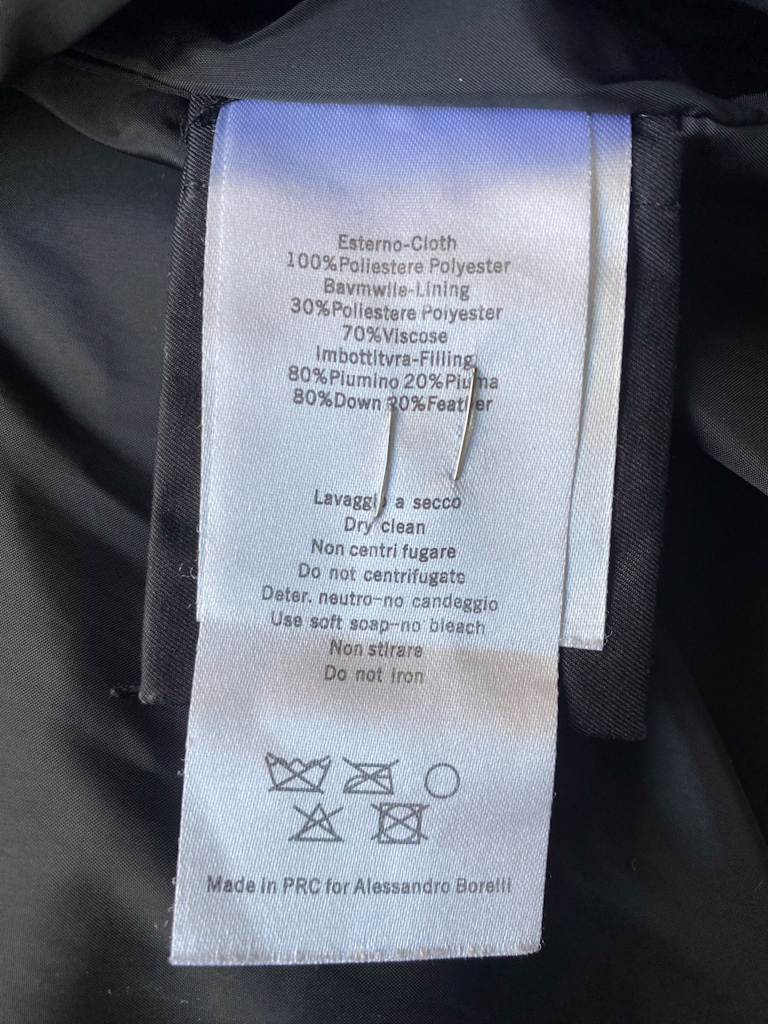 Esterno-Cloth
100%Poliestere Polyester
Bavmwlle-Lining
30%Poliestere Polyester
70%Viscose
Imbottitvra-Filling
80%Piumino 20%Piuma
80%Down 20%Feather
Lavaggio a secco
Dry clean
Non centri fugare
Do not centrifugate
Deter. neutro-no candeggio
Use soft soap-no bleach
Non stirare
Do not iron
Made in PRC for Alessandro Borelli